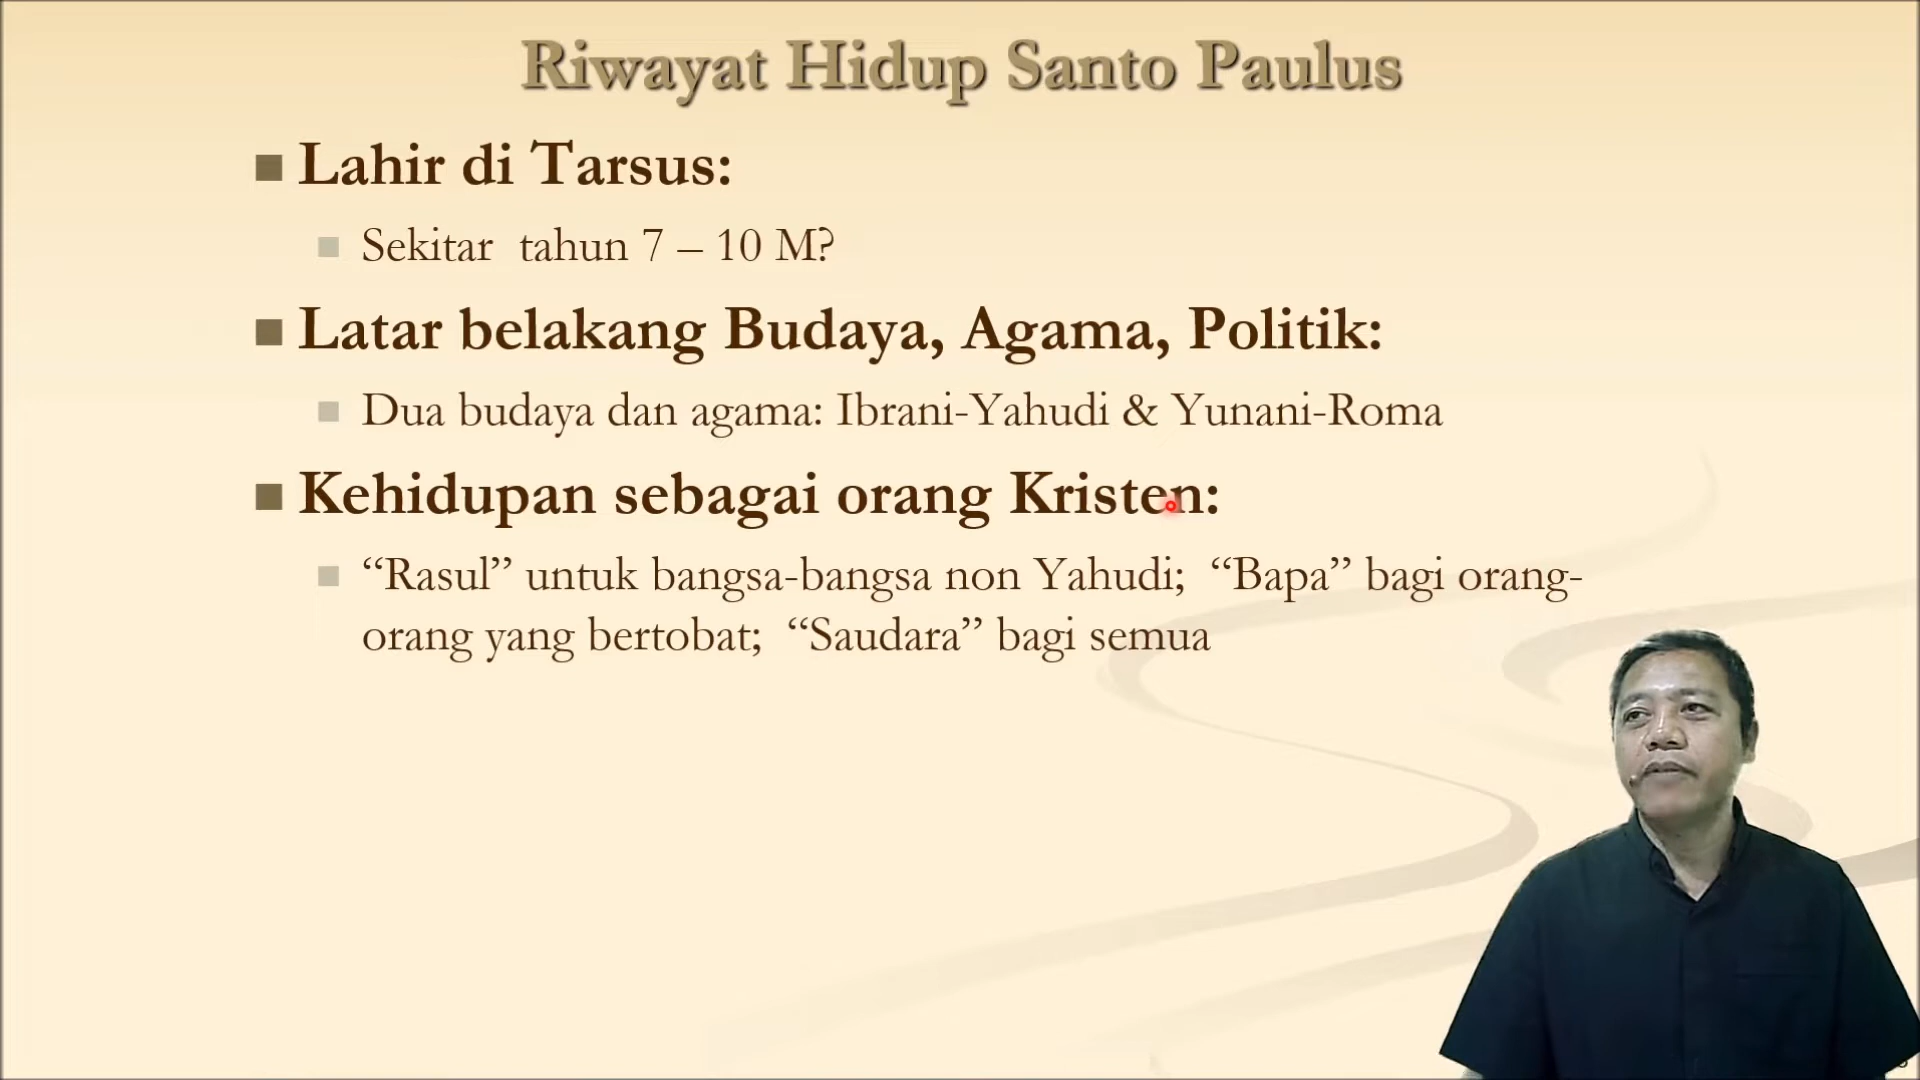 Riwayat Hidup Santo Paulus
Lahir di Tarsus:
Sekitar tahun 7 – 10 M?
Latar belakang Budaya, Agama, Politik:
Dua budaya dan agama: Ibrani-Yahudi & Yunani-Roma
Kehidupan sebagai orang Kristen:
“Rasul” untuk bangsa-bangsa non Yahudi; “Bapa” bagi orang-
orang yang bertobat; “Saudara” bagi semua